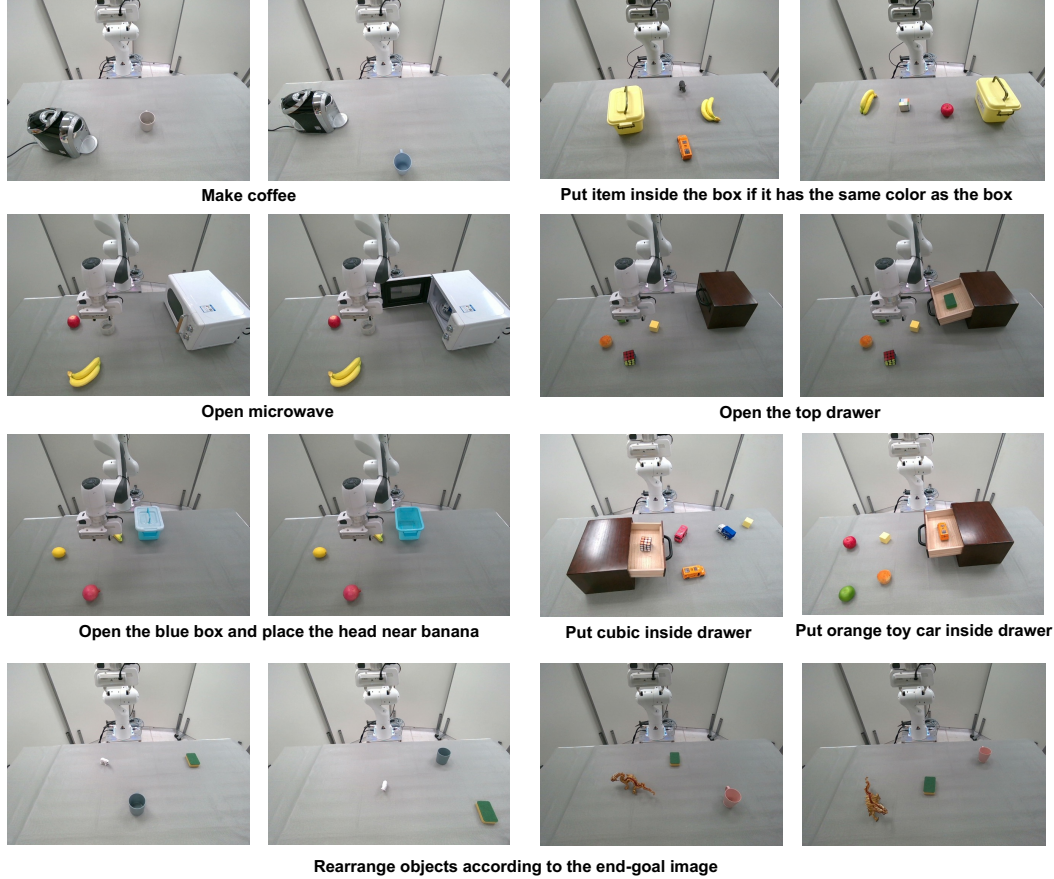 Make coffee
Put item inside the box if it has the same color as the box
Open microwave
Open the top drawer
Open the blue box and place the head near banana
Put cubic inside drawer
Put orange toy car inside drawer
Rearrange objects according to the end-goal image